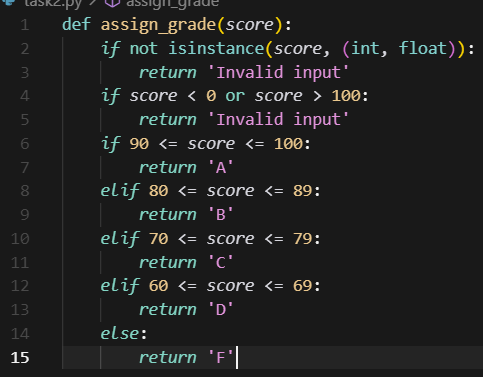 task2.py > assign_grade
1 def assign_grade(score):
2     if not isinstance(score, (int, float)):
3         return 'Invalid input'
4     if score < 0 or score > 100:
5         return 'Invalid input'
6     if 90 <= score <= 100:
7         return 'A'
8     elif 80 <= score <= 89:
9         return 'B'
10     elif 70 <= score <= 79:
11         return 'C'
12     elif 60 <= score <= 69:
13         return 'D'
14     else:
15         return 'F'